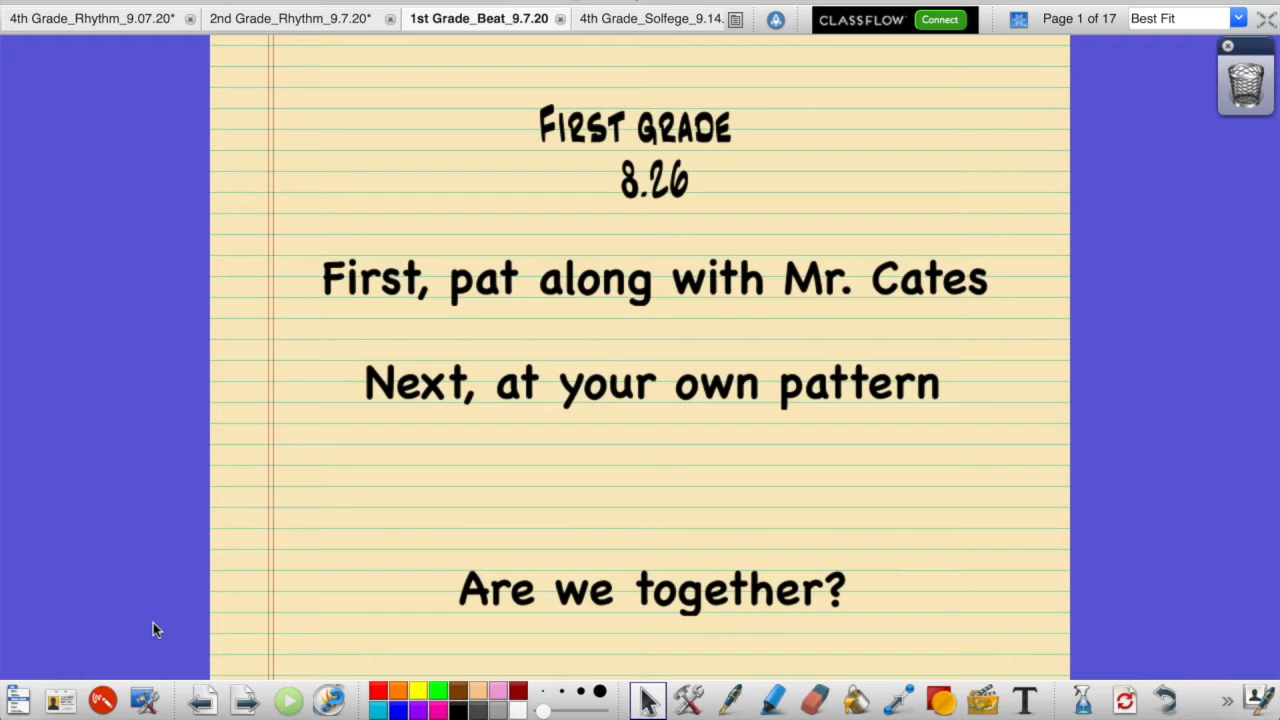 4th Grade_Rhythm_9.07.20* 2nd Grade_Rhythm_9.7.20* 1st Grade_Beat_9.7.20 4th Grade_Solfege_9.14. CLASSFLOW Connect Page 1 of 17 Best Fit
FIRST GRADE
8.26
First, pat along with Mr. Cates
Next, at your own pattern
Are we together?